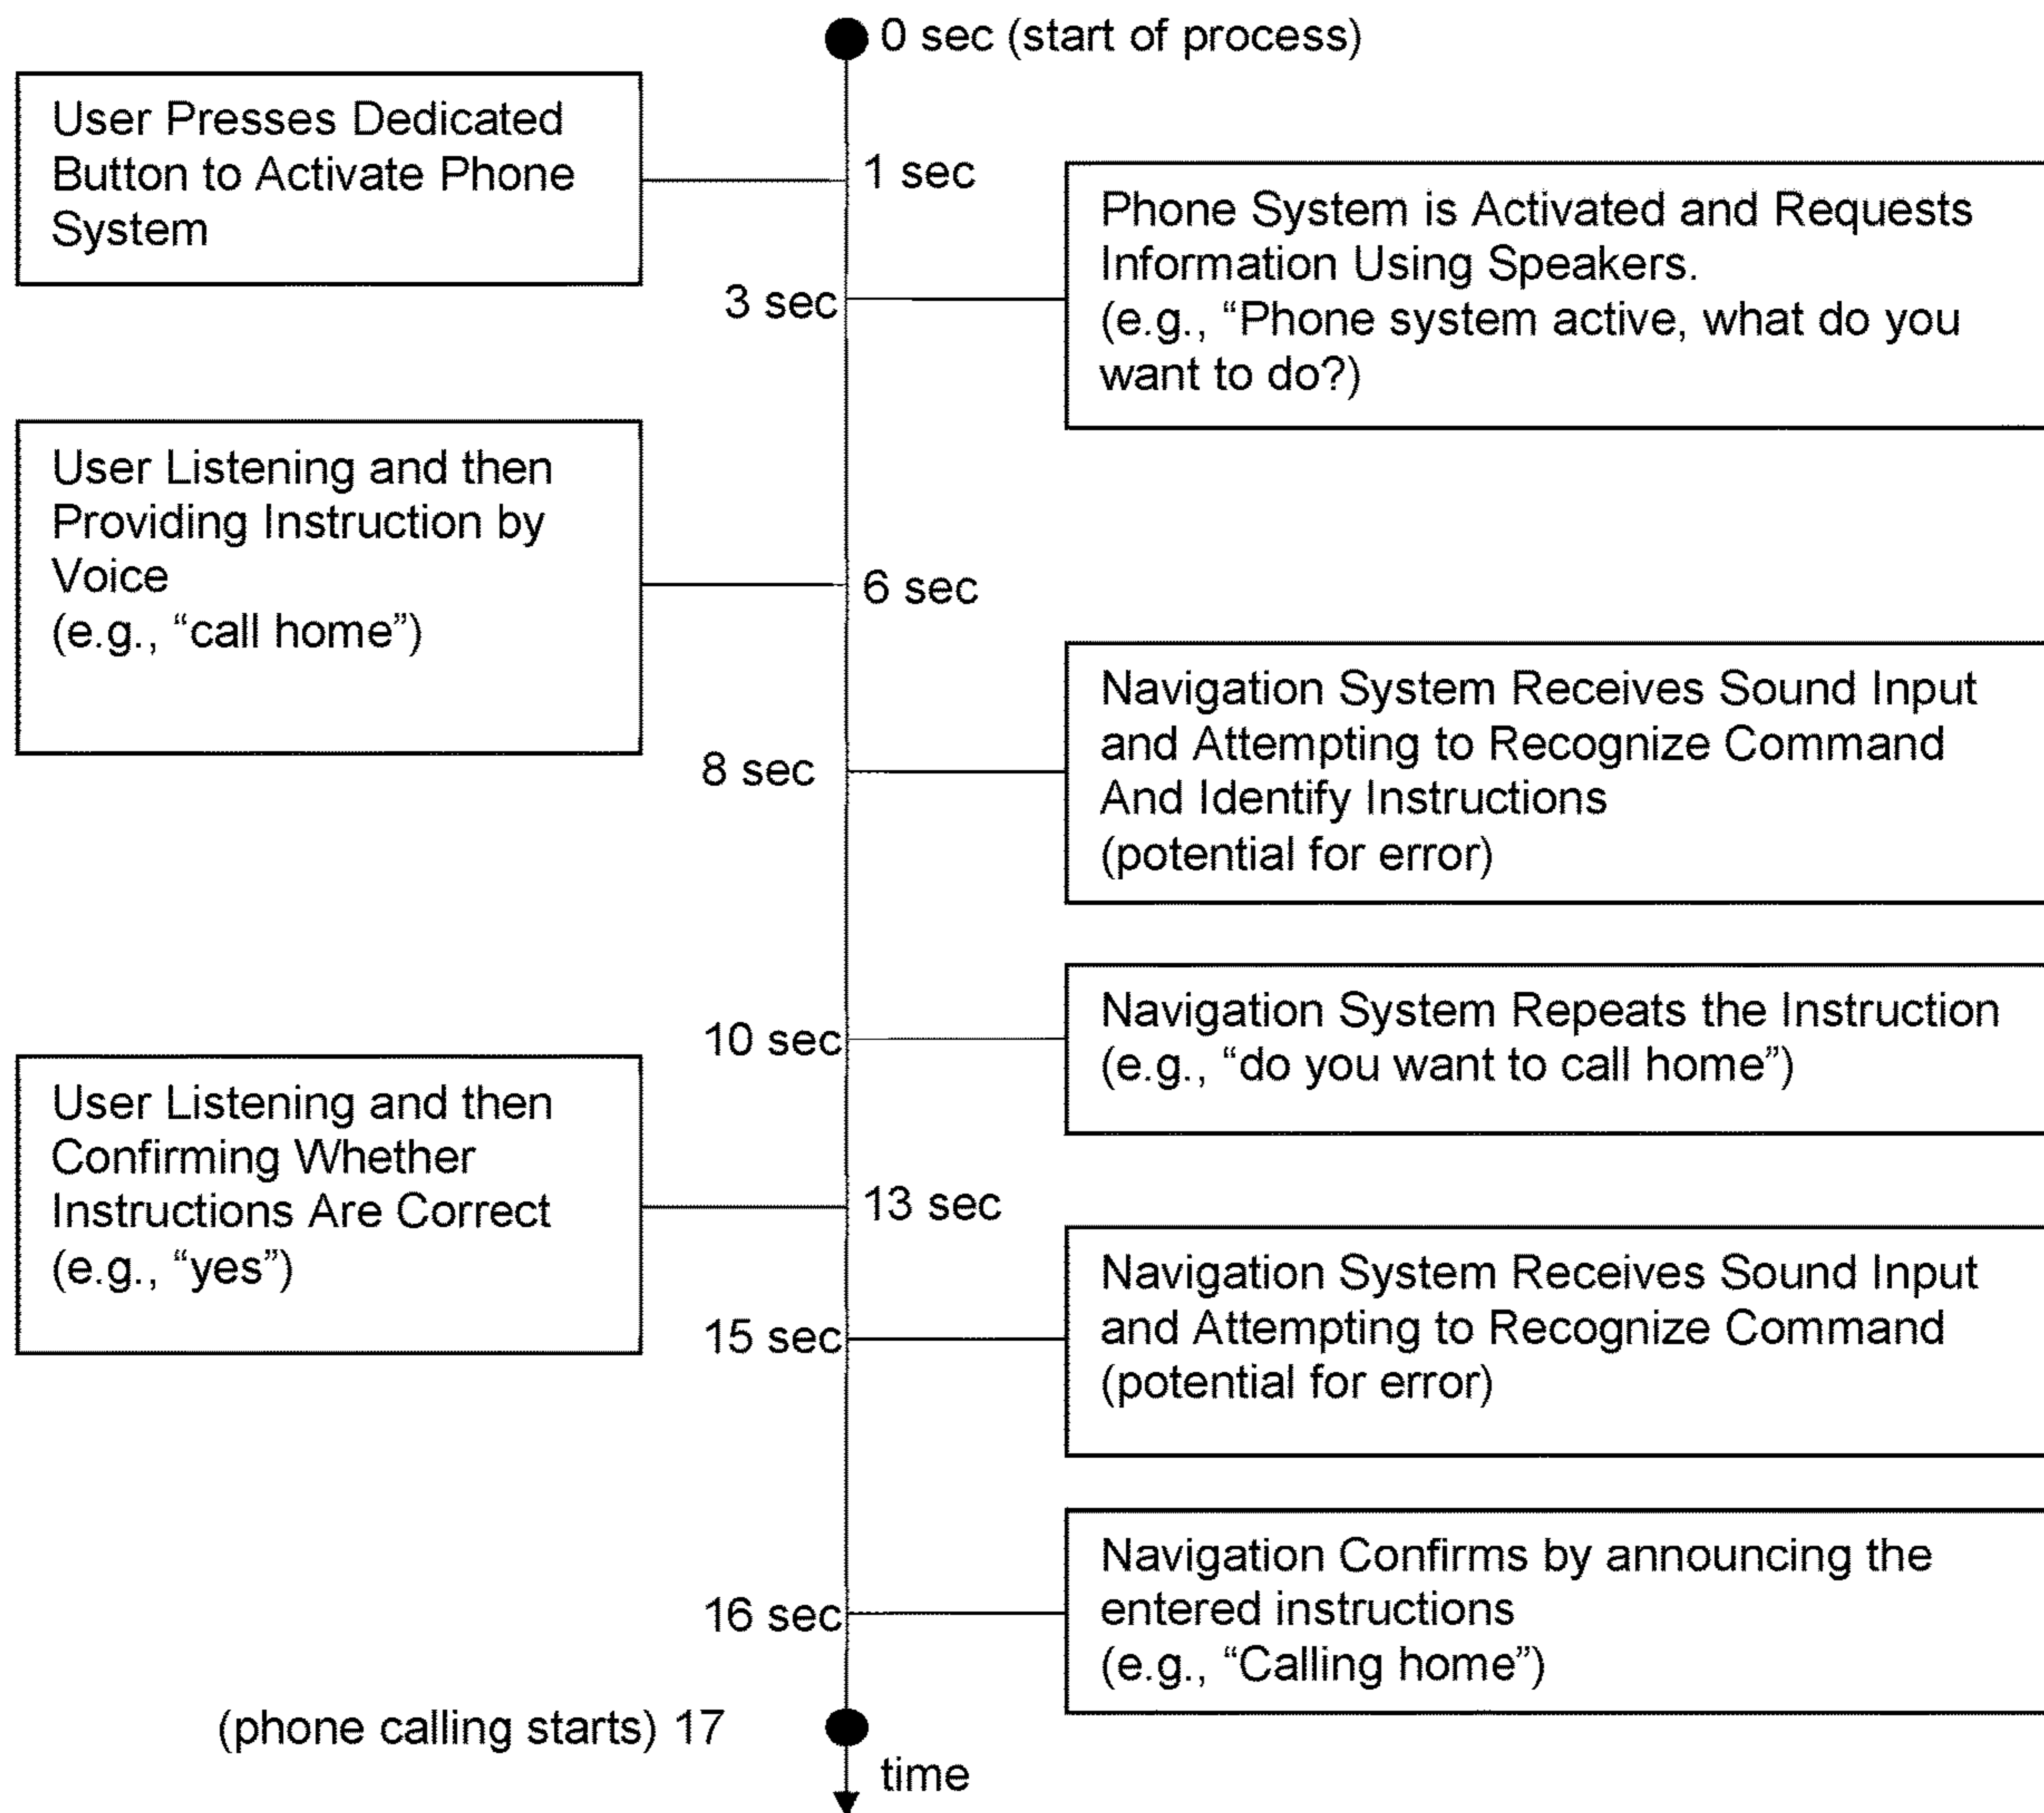 0 sec (start of process)
User Presses Dedicated
Button to Activate Phone
System
1 sec
Phone System is Activated and Requests
Information Using Speakers.
(e.g., “Phone system active, what do you
want to do?)
3 sec
User Listening and then
Providing Instruction by
Voice
(e.g., “call home”)
6 sec
Navigation System Receives Sound Input
and Attempting to Recognize Command
And Identify Instructions
(potential for error)
8 sec
Navigation System Repeats the Instruction
(e.g., “do you want to call home”)
10 sec
User Listening and then
Confirming Whether
Instructions Are Correct
(e.g., “yes”)
13 sec
Navigation System Receives Sound Input
and Attempting to Recognize Command
(potential for error)
15 sec
Navigation Confirms by announcing the
entered instructions
(e.g., “Calling home”)
16 sec
(phone calling starts) 17
time